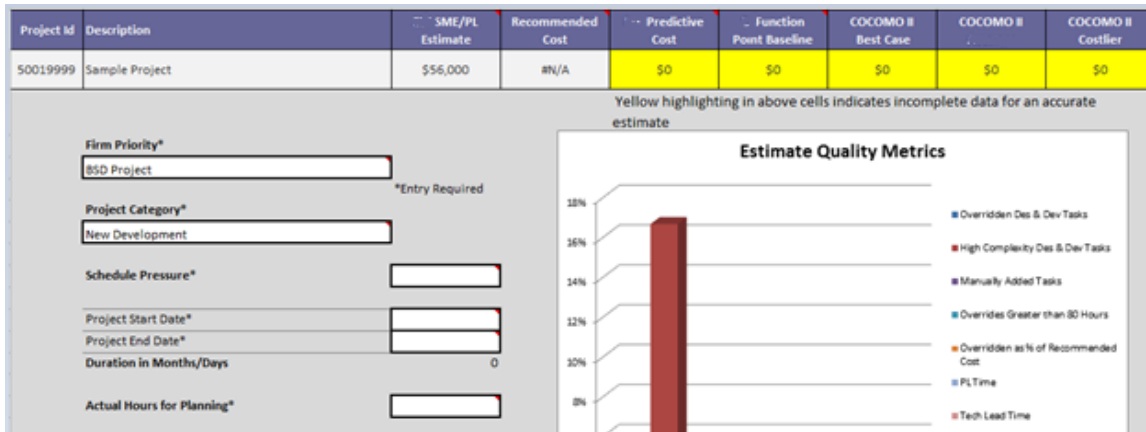 Project Id Description SME/PL Estimate Recommended Cost Predictive Cost Function Point Baseline COCOMO II Best Case COCOMO II COCOMO II Costlier
50019999 Sample Project $56,000 #N/A $0 $0 $0 $0 $0
Yellow highlighting in above cells indicates incomplete data for an accurate
estimate
Firm Priority*
BSD Project
*Entry Required
Project Category*
New Development
Schedule Pressure*
Project Start Date*
Project End Date*
Duration in Months/Days 0
Actual Hours for Planning*
Estimate Quality Metrics
18%
16%
14%
12%
10%
8%
Overridden Des & Dev Tasks
High Complexity Des & Dev Tasks
Manually Added Tasks
Overrides Greater than 80 Hours
Overridden as % of Recommended
Cost
PL Time
Tech Lead Time